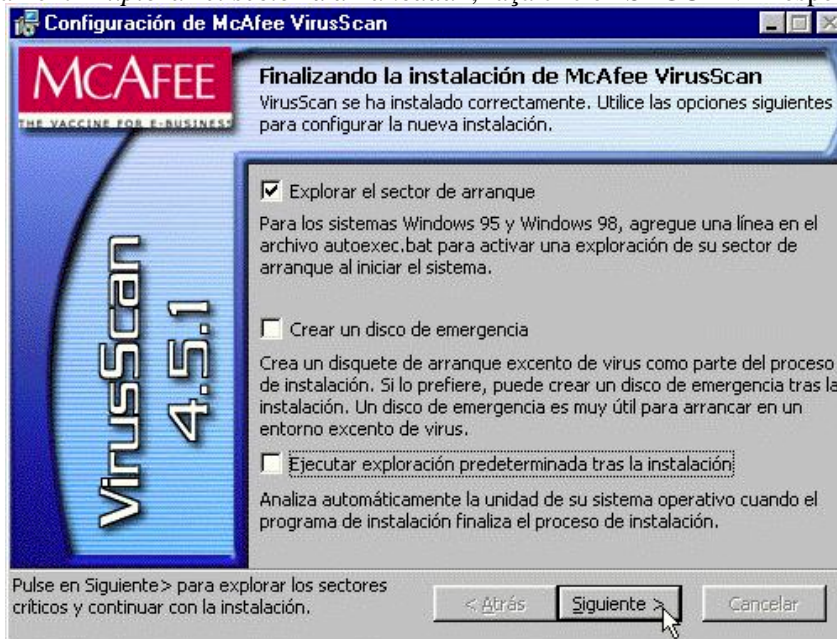 Configuración de McAfee VirusScan
MCAFEE
THE VACCINE FOR E-BUSINESS
Finalizando la instalación de McAfee VirusScan
VirusScan se ha instalado correctamente. Utilice las opciones siguientes
para configurar la nueva instalación.
VirusScan
4.5.1
Explorar el sector de arranque
Para los sistemas Windows 95 y Windows 98, agregue una línea en el
archivo autoexec.bat para activar una exploración de su sector de
arranque al iniciar el sistema.
Crear un disco de emergencia
Crea un disquete de arranque excento de virus como parte del proceso
de instalación. Si lo prefiere, puede crear un disco de emergencia tras la
instalación. Un disco de emergencia es muy útil para arrancar en un
entorno excento de virus.
Ejecutar exploración predeterminada tras la instalación
Analiza automáticamente la unidad de su sistema operativo cuando el
programa de instalación finaliza el proceso de instalación.
Pulse en Siguiente> para explorar los sectores
críticos y continuar con la instalación.
< Atrás
Siguiente >
Cancelar